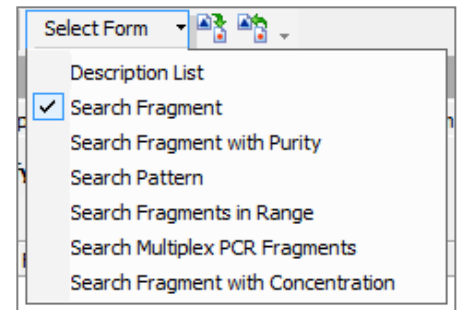 Select Form
Description List
Search Fragment
Search Fragment with Purity
Search Pattern
Search Fragments in Range
Search Multiplex PCR Fragments
Search Fragment with Concentration